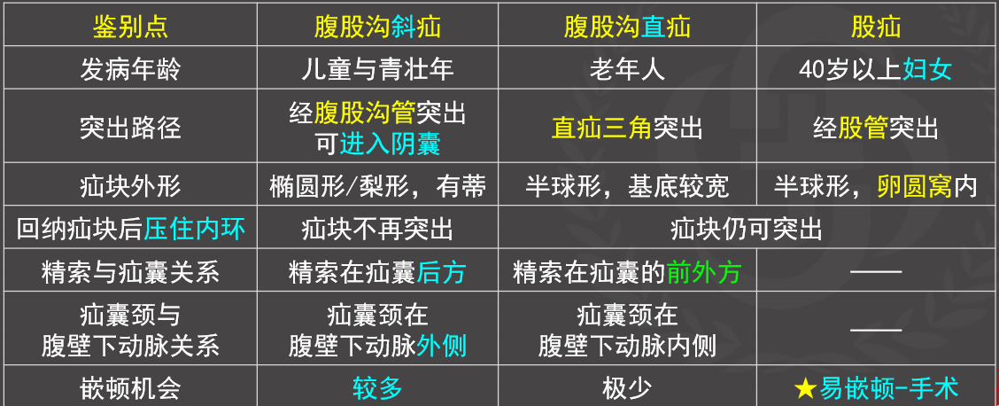 鉴别点 腹股沟斜疝 腹股沟直疝 股疝
发病年龄 儿童与青壮年 老年人 40岁以上妇女
突出路径 经腹股沟管突出 可进入阴囊 直疝三角突出 经股管突出
疝块外形 椭圆形/梨形，有蒂 半球形，基底较宽 半球形，卵圆窝内
回纳疝块后压住内环 疝块不再突出 疝块仍可突出
精索与疝囊关系 精索在疝囊后方 精索在疝囊的前外方 ——
疝囊颈与 腹壁下动脉关系 疝囊颈在 腹壁下动脉外侧 疝囊颈在 腹壁下动脉内侧 ——
嵌顿机会 较多 极少 ★易嵌顿-手术